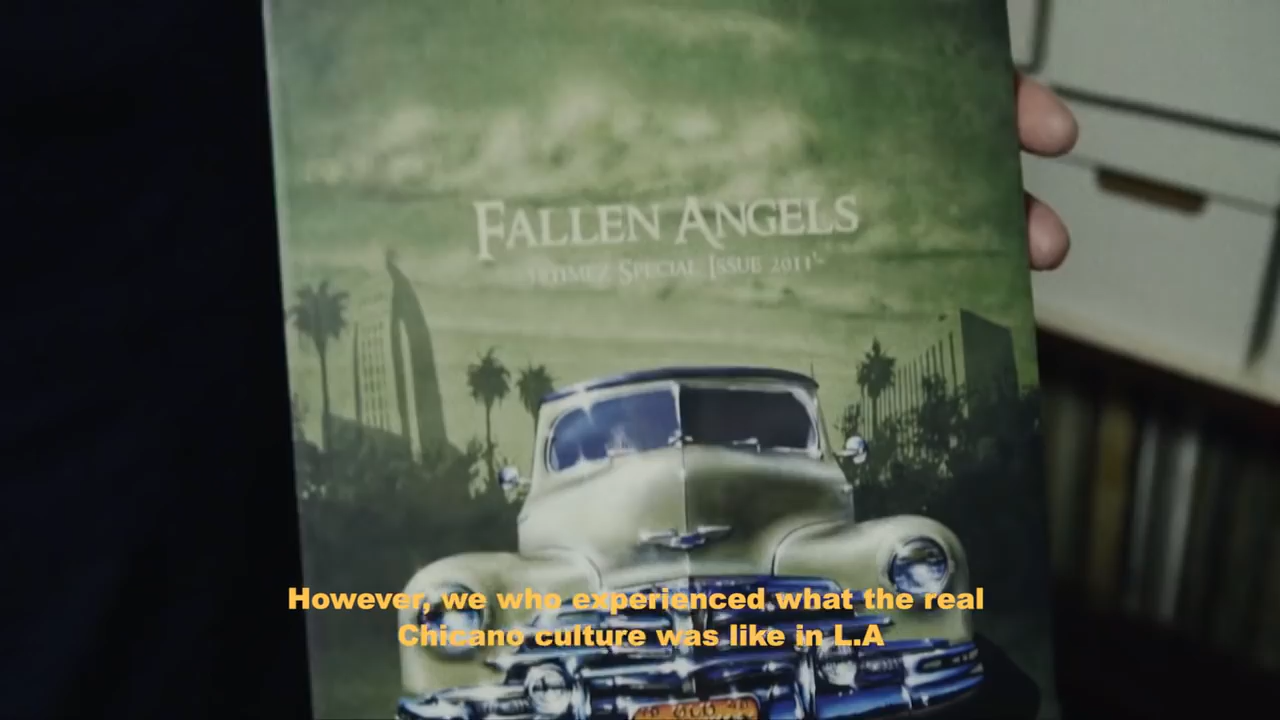 FALLEN ANGELS
SPECIAL ISSUE 2011
However, we who experienced what the real
Chicano culture was like in L.A